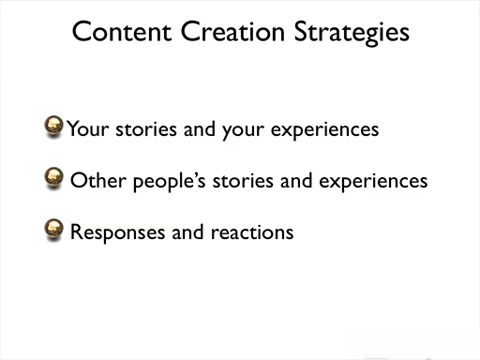 Content Creation Strategies
Your stories and your experiences
Other people's stories and experiences
Responses and reactions